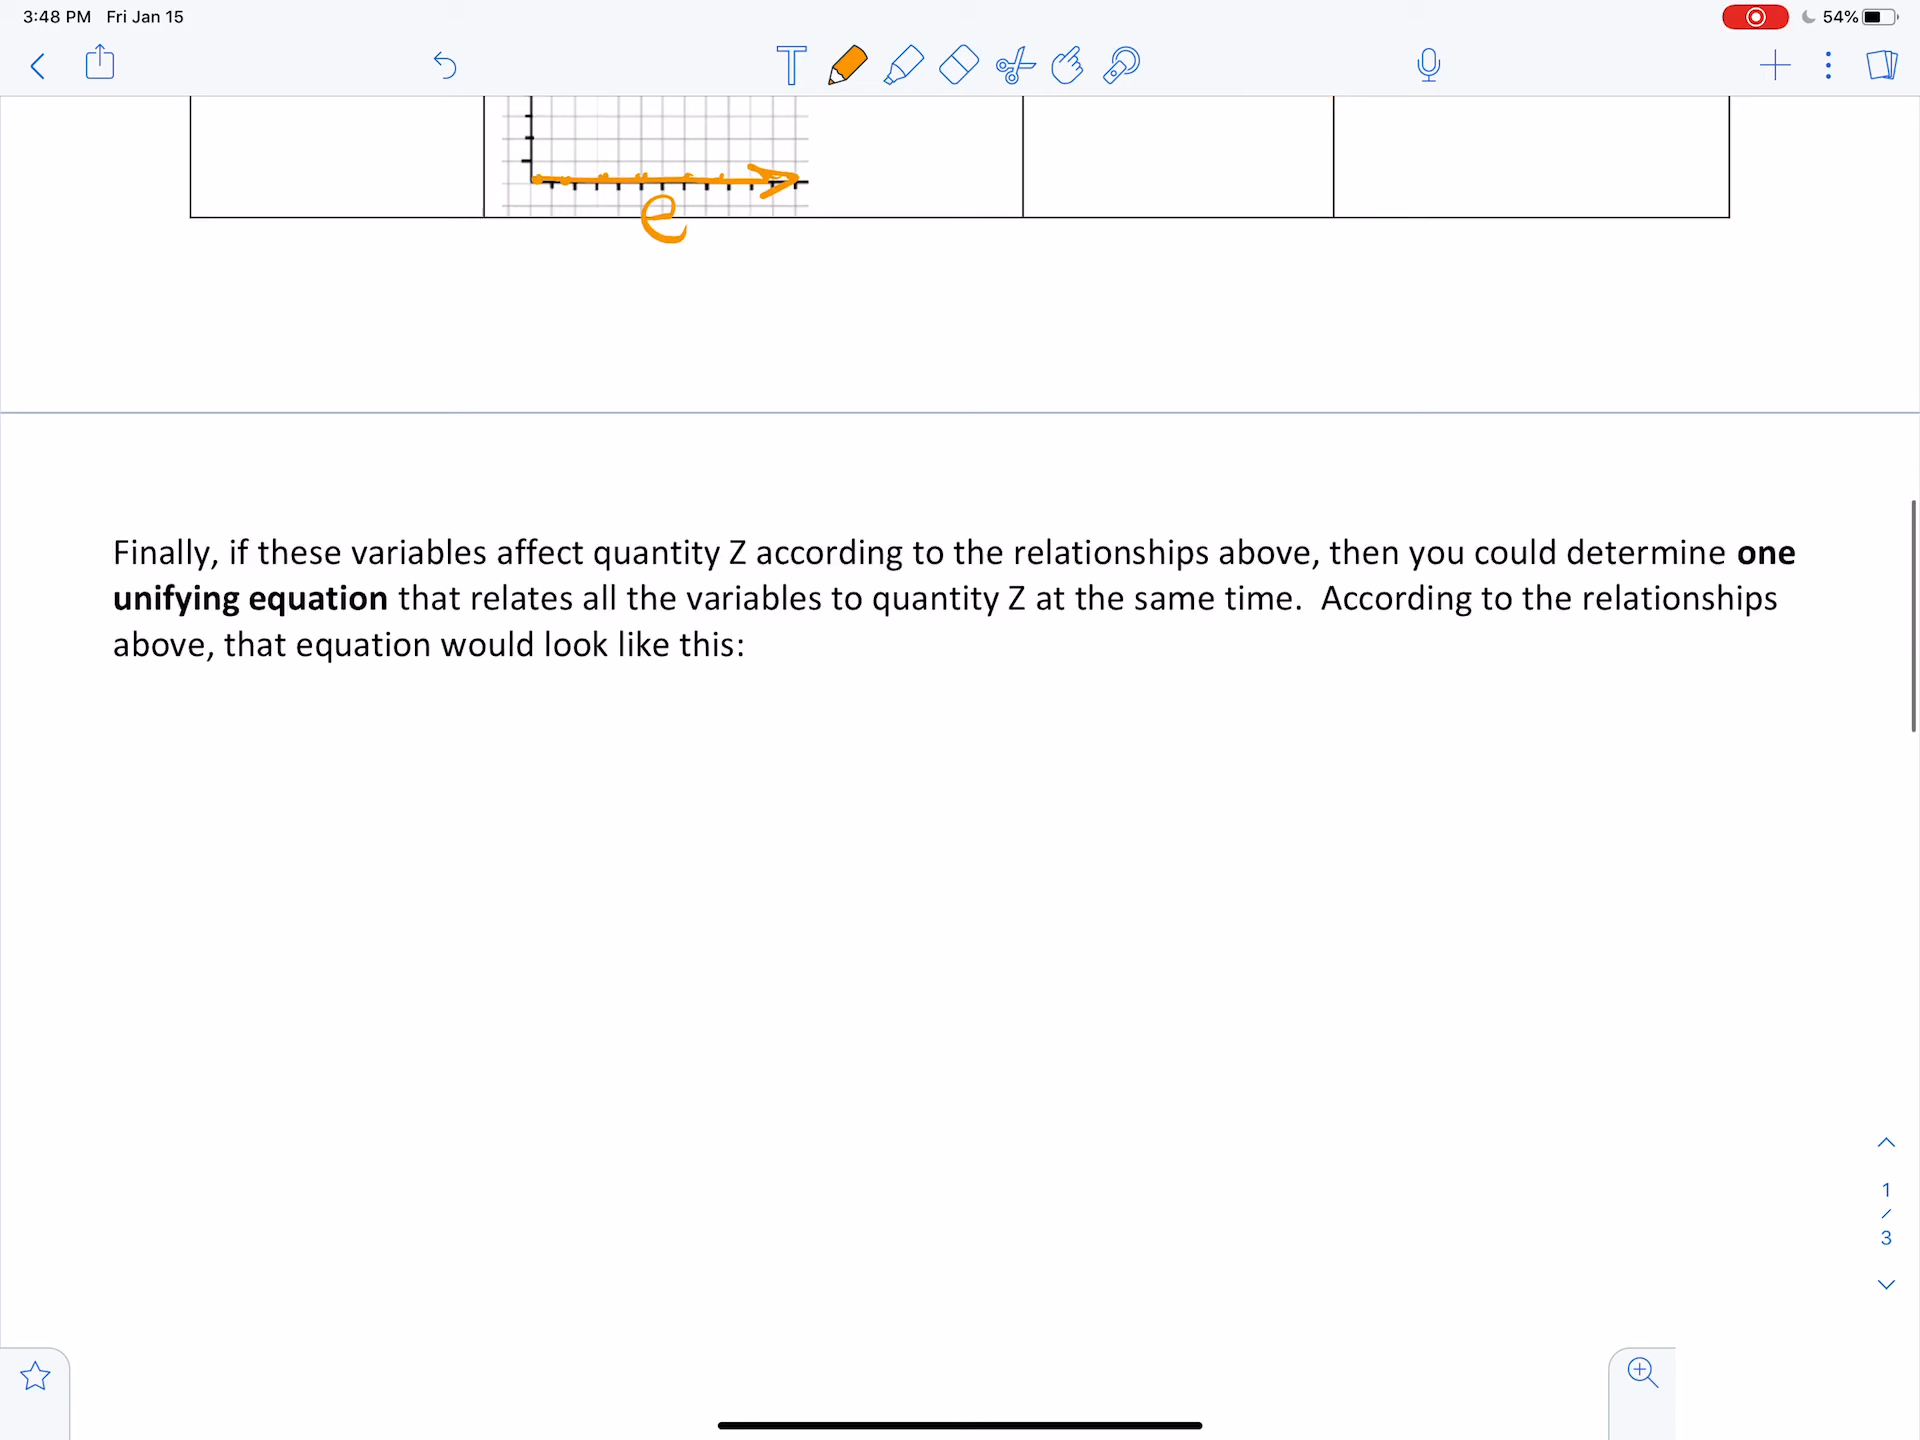 3:48 PM Fri Jan 15
54%
e
Finally, if these variables affect quantity Z according to the relationships above, then you could determine one
unifying equation that relates all the variables to quantity Z at the same time. According to the relationships
above, that equation would look like this:
1
/
3